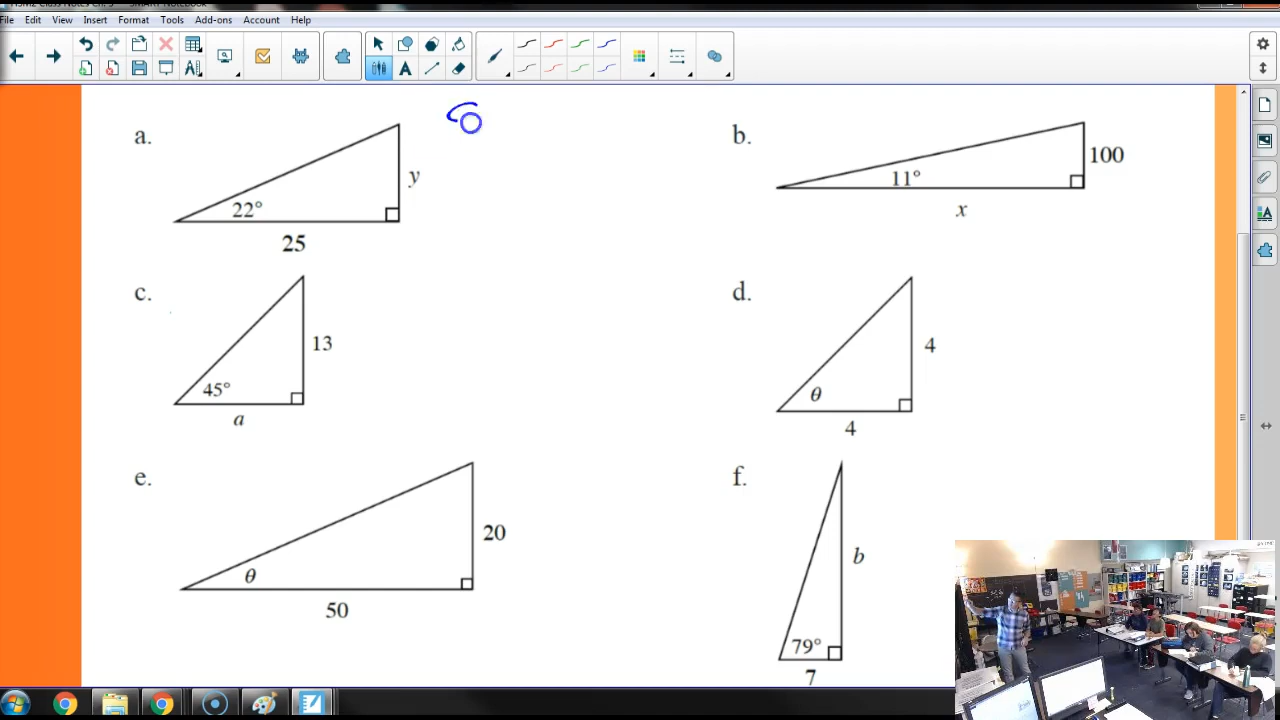 File Edit View Insert Format Tools Add-ons Account Help
a.
y
22°
25
b.
100
11°
x
c.
13
45°
a
d.
4
θ
4
e.
20
θ
50
f.
b
79°
7